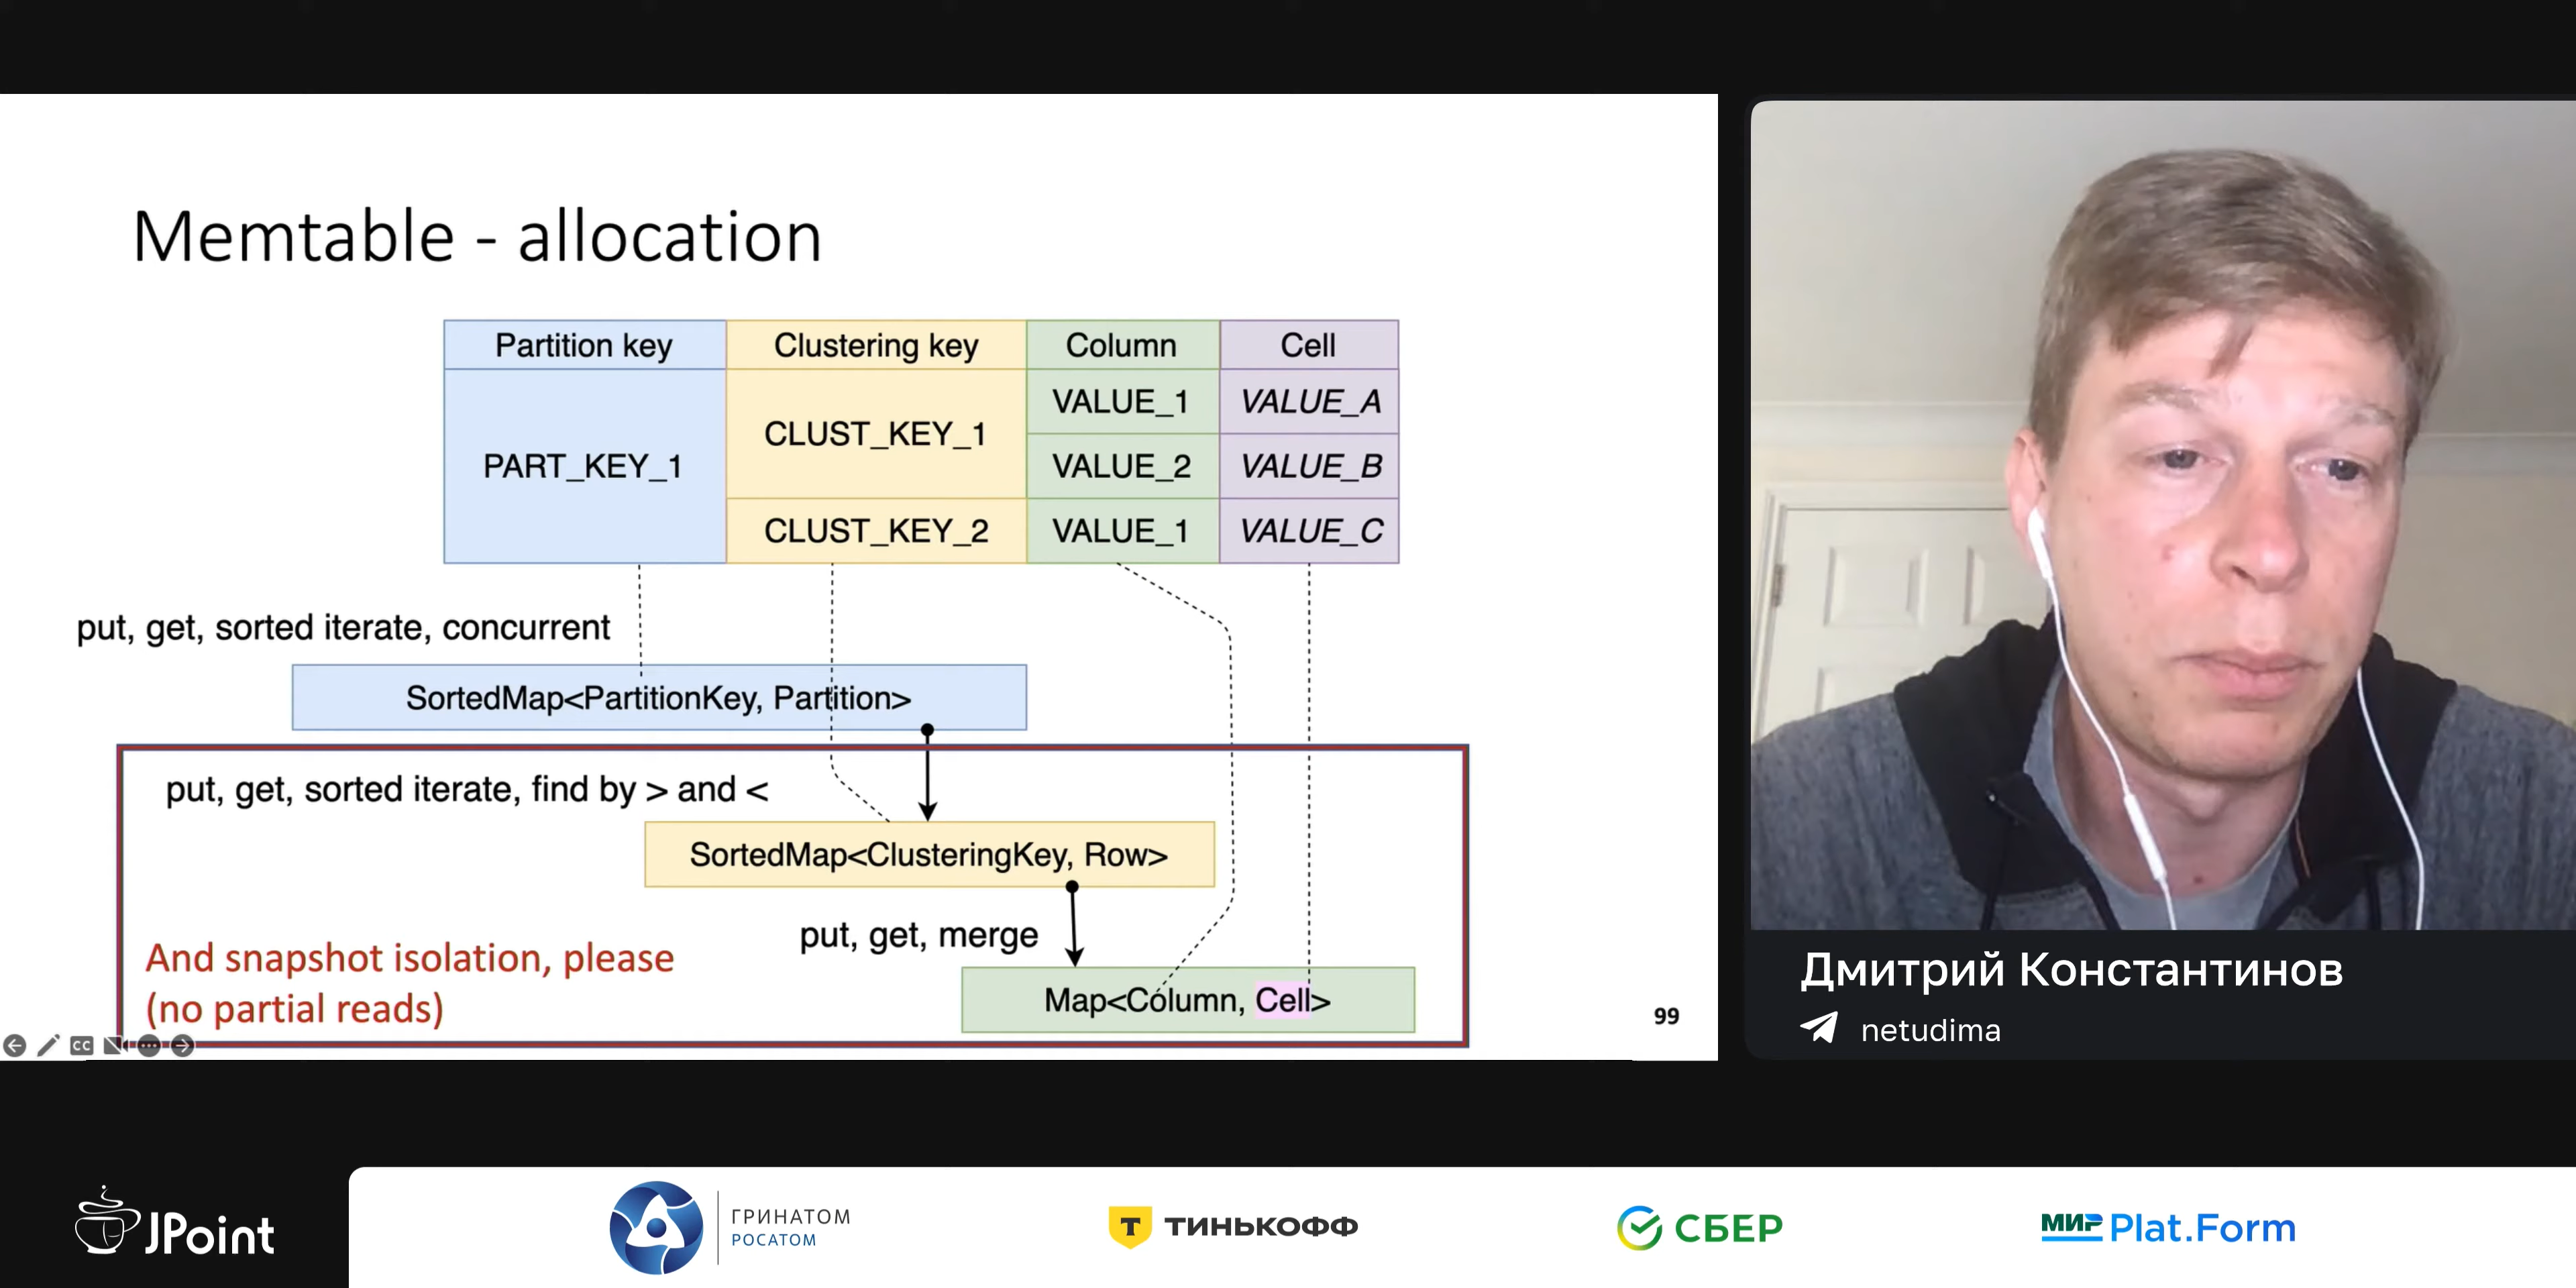 Memtable - allocation
Partition key Clustering key Column Cell
PART_KEY_1 CLUST_KEY_1 VALUE_1 VALUE_A
VALUE_2 VALUE_B
CLUST_KEY_2 VALUE_1 VALUE_C
put, get, sorted iterate, concurrent
SortedMap<PartitionKey, Partition>
put, get, sorted iterate, find by > and <
SortedMap<ClusteringKey, Row>
put, get, merge
And snapshot isolation, please
(no partial reads)
Map<Column, Cell>
99
CC
Дмитрий Константинов
netudima
JPoint
ГРИНАТОМ
РОСАТОМ
Т ТИНЬКОФФ
СБЕР
МИР Plat.Form